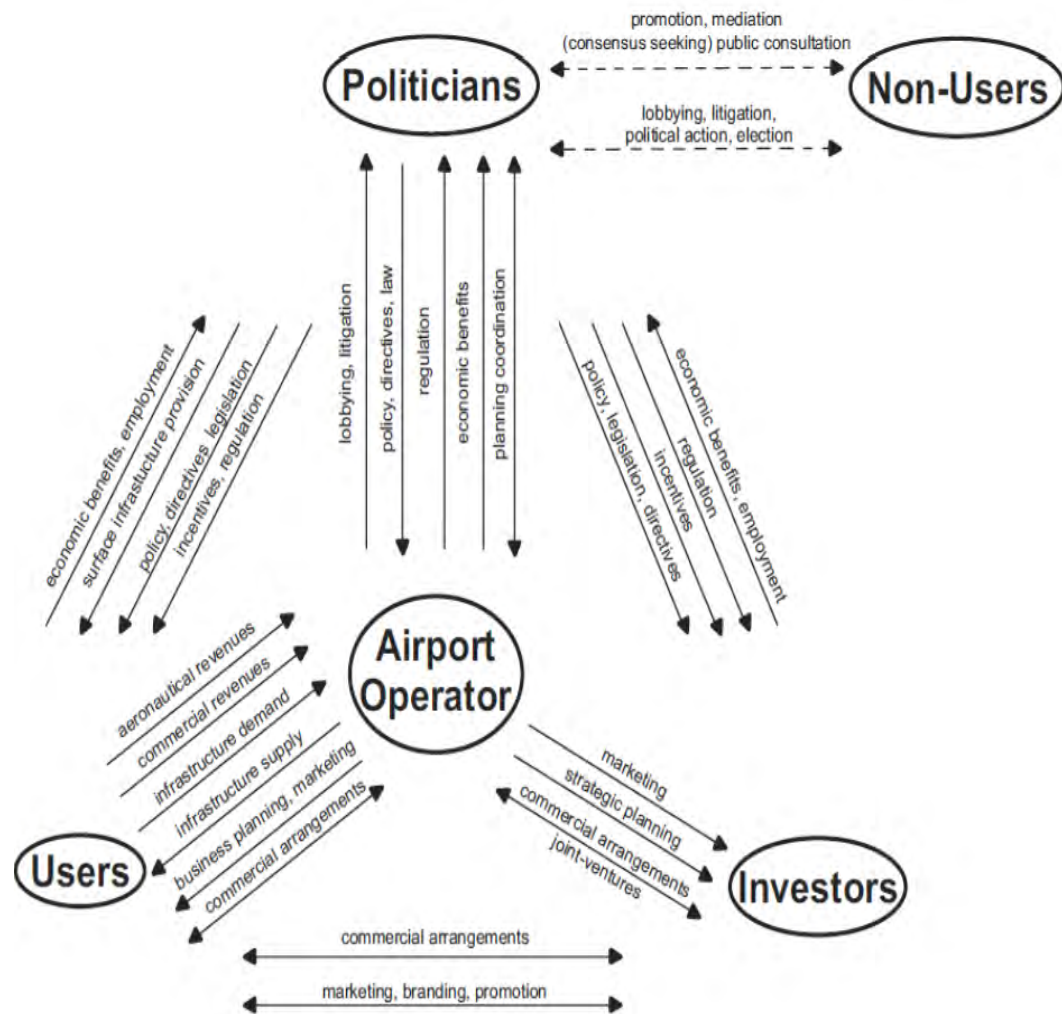 promotion, mediation
(consensus seeking) public consultation
Politicians
Non-Users
lobbying, litigation,
political action, election
lobbying, litigation
policy, directives, law
regulation
economic benefits
planning coordination
economic benefits, employment
surface infrastucture provision
policy, directives, legislation
incentives, regulation
policy, legislation, directives
incentives
regulation
economic benefits, employment
Airport
Operator
aeronautical revenues
commercial revenues
infrastructure demand
infrastructure supply
business planning, marketing
commercial arrangements
marketing
strategic planning
commercial arrangements
joint-ventures
Users
Investors
commercial arrangements
marketing, branding, promotion